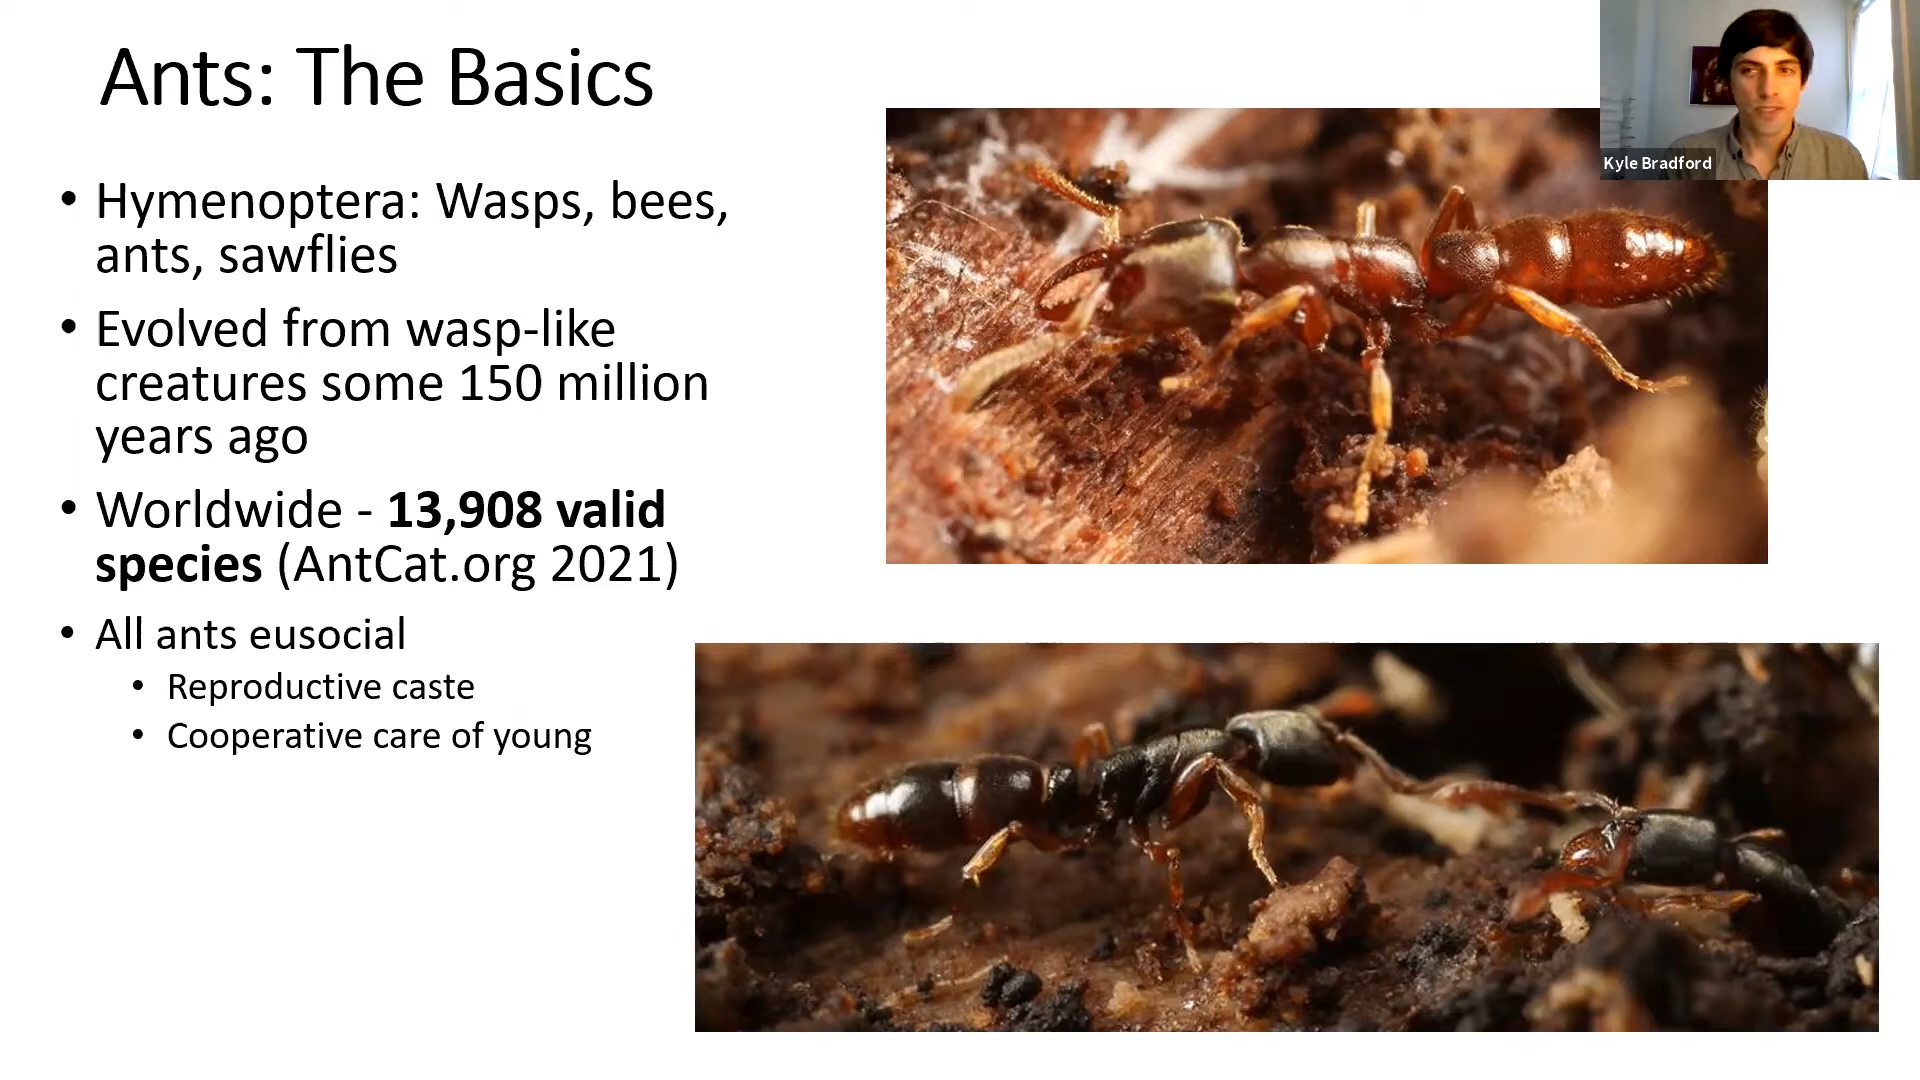 Ants: The Basics
Kyle Bradford
• Hymenoptera: Wasps, bees,
ants, sawflies
• Evolved from wasp-like
creatures some 150 million
years ago
• Worldwide - 13,908 valid
species (AntCat.org 2021)
• All ants eusocial
• Reproductive caste
• Cooperative care of young